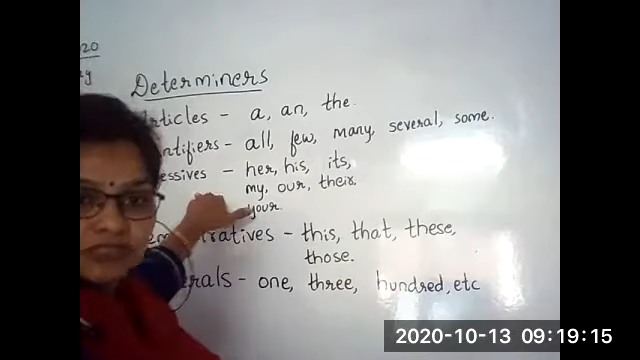 20
Determiners
rticles - a, an, the.
ntifiers - all, few, many, several, some.
essives - her, his, its,
my, our, their.
your.
ratives - this, that, these,
those.
erals - one, three, hundred, etc
2020-10-13 09:19:15